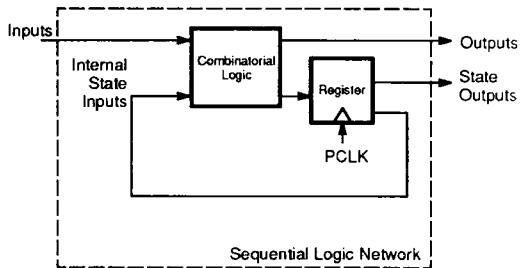 Inputs
Internal
State
Inputs
Combinatorial
Logic
Register
PCLK
Outputs
State
Outputs
Sequential Logic Network